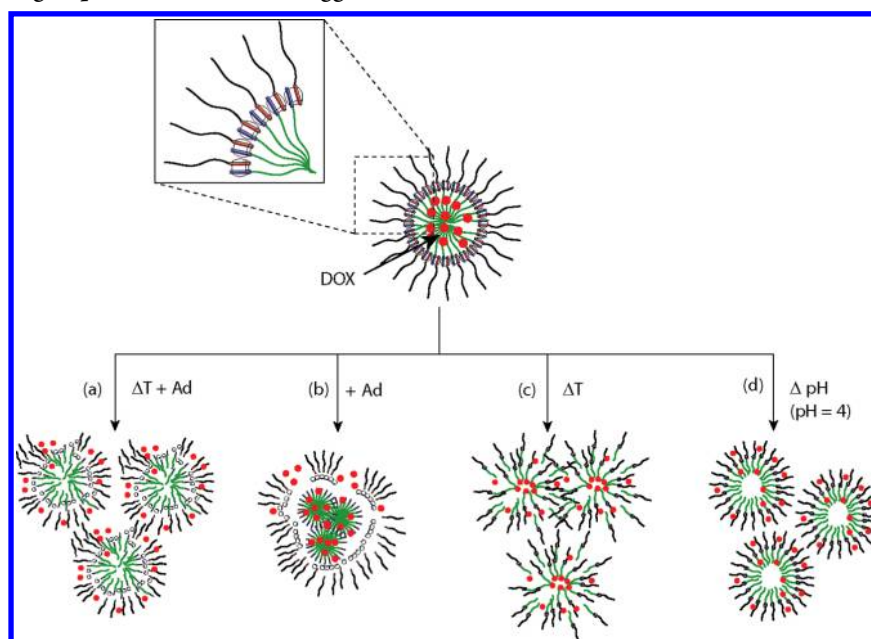 DOX
(a) ΔT + Ad
(b) + Ad
(c) ΔT
(d) Δ pH
(pH = 4)